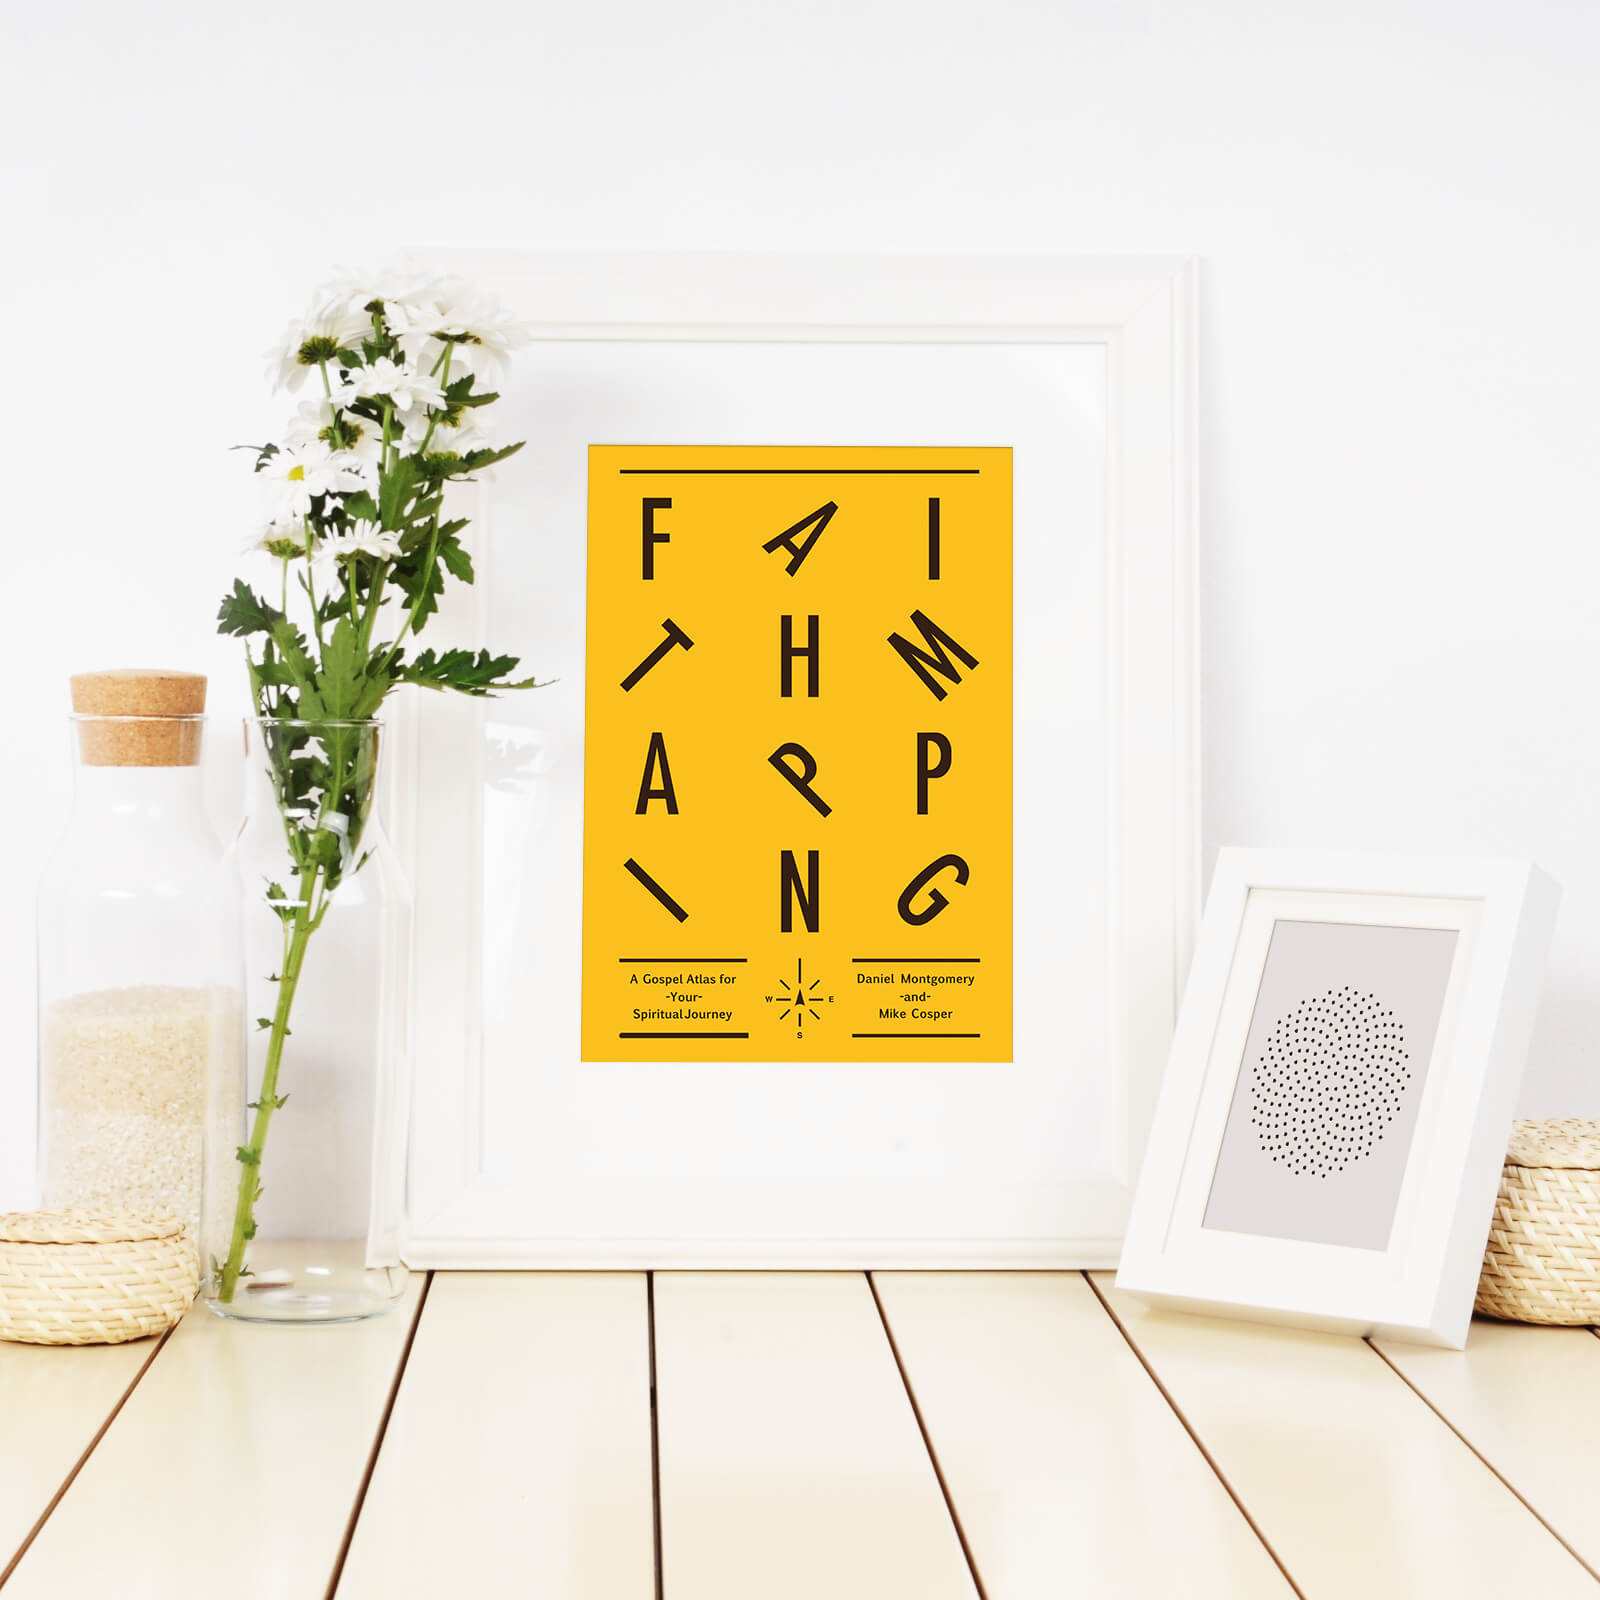 F A I
T H M
A P P
I N G
A Gospel Atlas for
-Your-
Spiritual Journey
W E
S
Daniel Montgomery
-and-
Mike Cosper